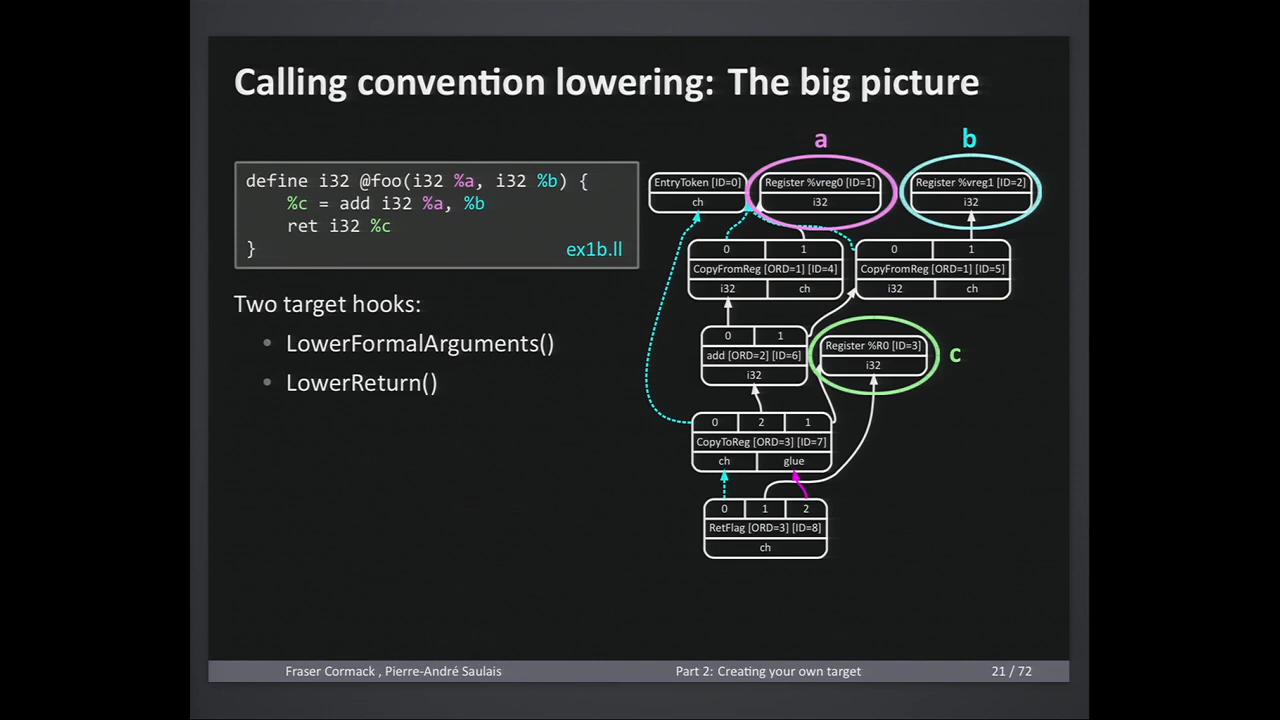 Calling convention lowering: The big picture
define i32 @foo(i32 %a, i32 %b) {
%c = add i32 %a, %b
ret i32 %c
}
ex1b.ll
Two target hooks:
• LowerFormalArguments()
• LowerReturn()
a
b
EntryToken [ID=0]
ch
Register %vreg0 [ID=1]
i32
Register %vreg1 [ID=2]
i32
0 1
CopyFromReg [ORD=1] [ID=4]
i32 ch
0 1
CopyFromReg [ORD=1] [ID=5]
i32 ch
0 1
add [ORD=2] [ID=6]
i32
Register %R0 [ID=3]
i32
c
0 2 1
CopyToReg [ORD=3] [ID=7]
ch glue
0 1 2
RetFlag [ORD=3] [ID=8]
ch
Fraser Cormack , Pierre-André Saulais
Part 2: Creating your own target
21 / 72